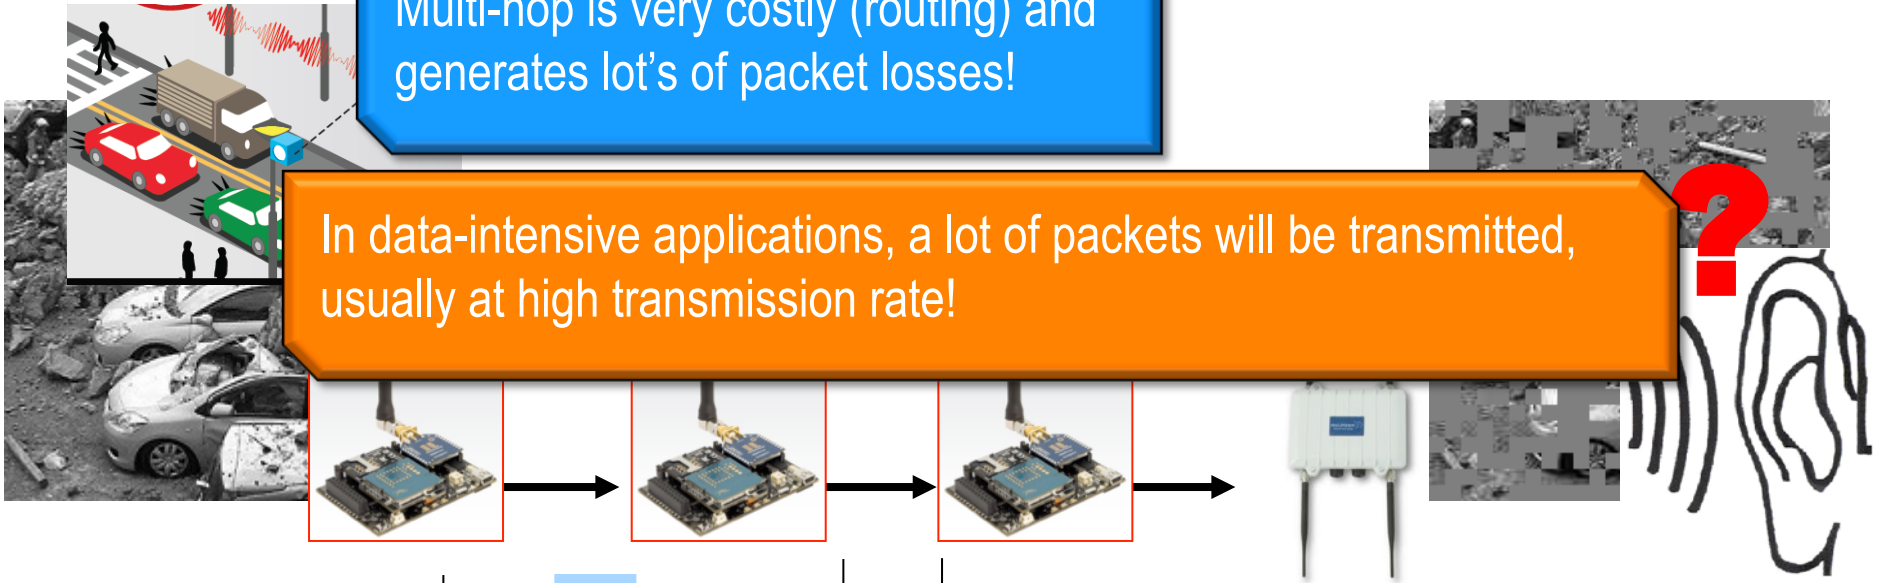 Multi-hop is very costly (routing) and
generates lot's of packet losses!
In data-intensive applications, a lot of packets will be transmitted,
usually at high transmission rate!